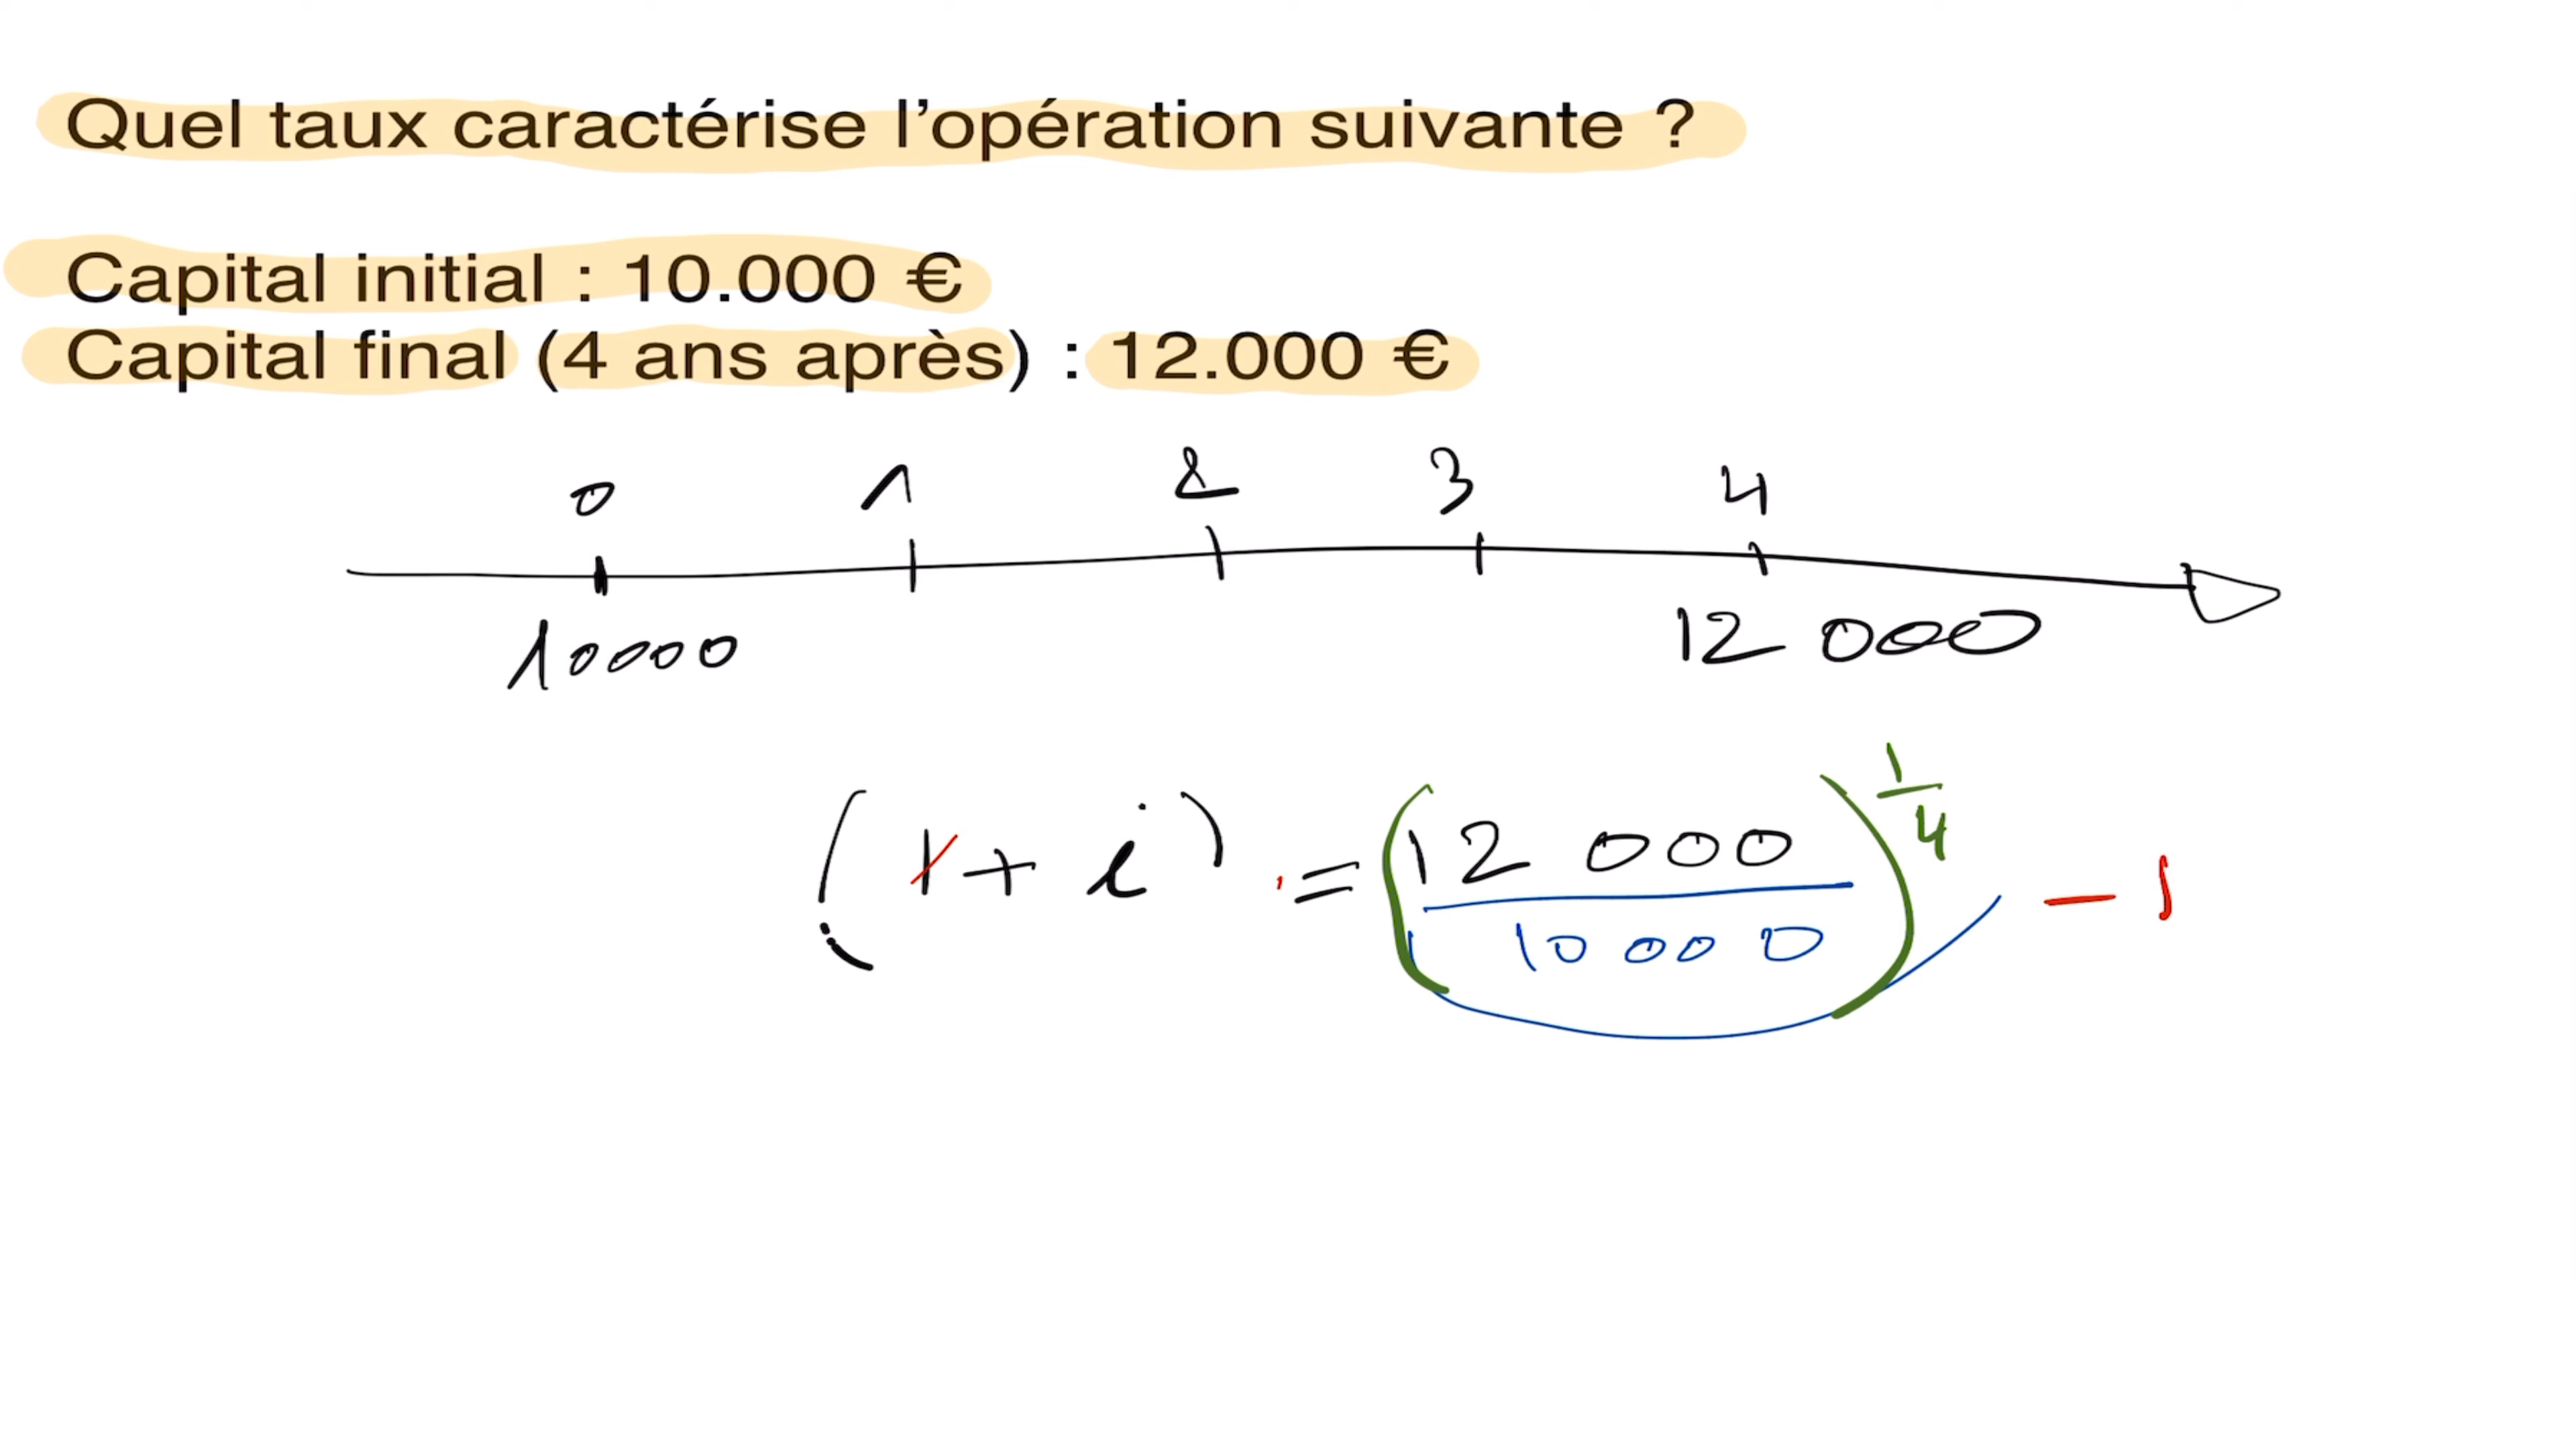 Quel taux caractérise l’opération suivante ?
Capital initial : 10.000 €
Capital final (4 ans après) : 12.000 €
0 1 2 3 4
10000 12 000
(1 + i) = (12 000 / 10 000)^1/4 - 1